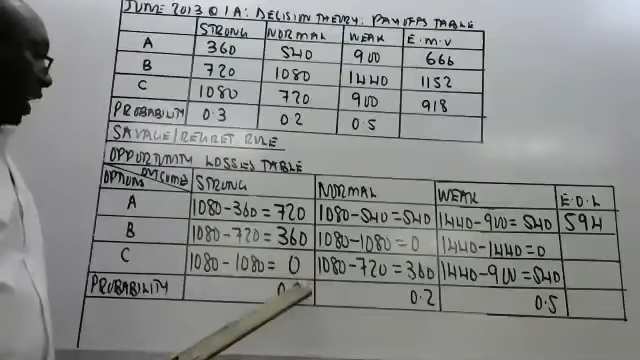 JUNE 2013 Q 1A: DECISION THEORY: PAYOFFS TABLE
STRONG NORMAL WEAK E.M.V
A 360 540 900 666
B 720 1080 1440 1152
C 1080 720 900 918
PROBABILITY 0.3 0.2 0.5
SAVAGE/REGRET RULE
OPPORTUNITY LOSSES TABLE
OPTIONS OUTCOMES STRONG NORMAL WEAK E.O.L
A 1080-360=720 1080-540=540 1440-900=540 594
B 1080-720=360 1080-1080=0 1440-1440=0
C 1080-1080=0 1080-720=360 1440-900=540
PROBABILITY 0.2 0.5